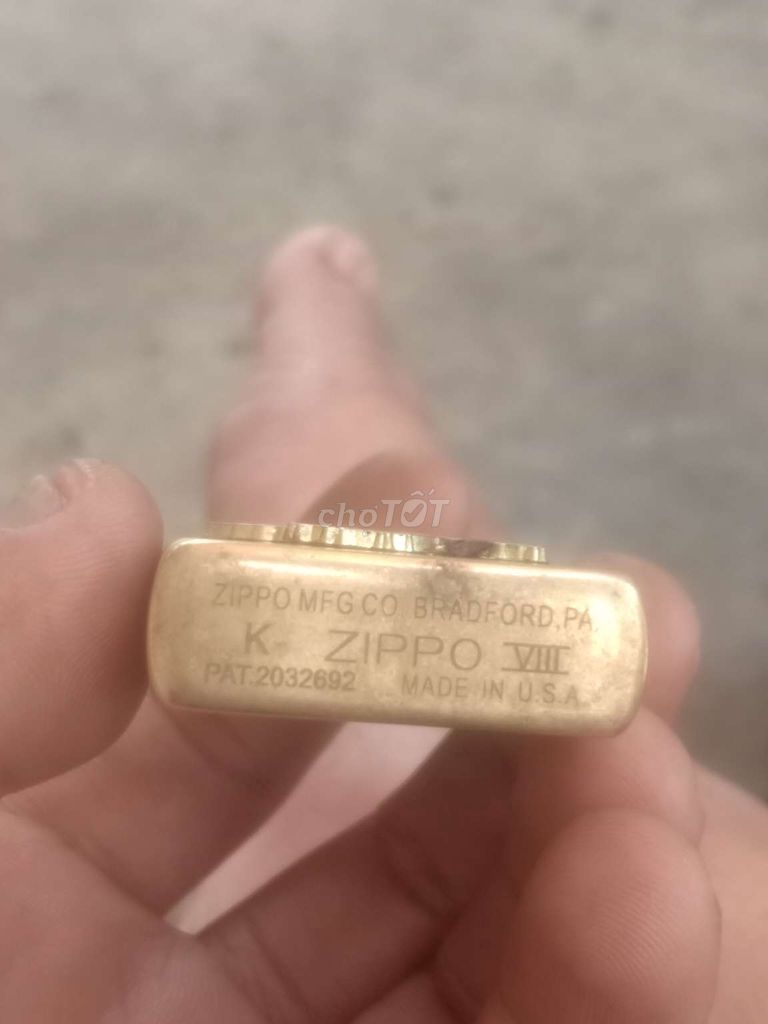 choTỐT
ZIPPO MFG CO BRADFORD, PA.
K- ZIPPO VIII
PAT.2032692 MADE IN U.S.A